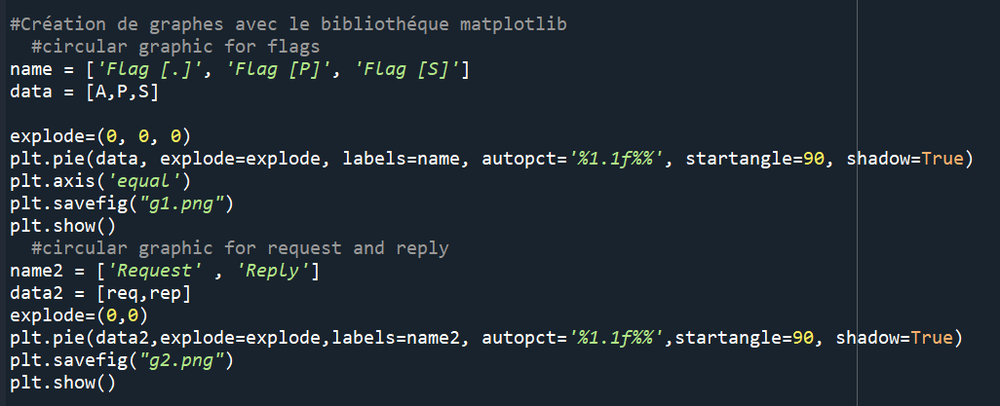 #Création de graphes avec le bibliothéque matplotlib
#circular graphic for flags
name = ['Flag [.]', 'Flag [P]', 'Flag [S]']
data = [A,P,S]
explode=(0, 0, 0)
plt.pie(data, explode=explode, labels=name, autopct='%1.1f%%', startangle=90, shadow=True)
plt.axis('equal')
plt.savefig("g1.png")
plt.show()
#circular graphic for request and reply
name2 = ['Request' , 'Reply']
data2 = [req,rep]
explode=(0,0)
plt.pie(data2,explode=explode,labels=name2, autopct='%1.1f%%',startangle=90, shadow=True)
plt.savefig("g2.png")
plt.show()